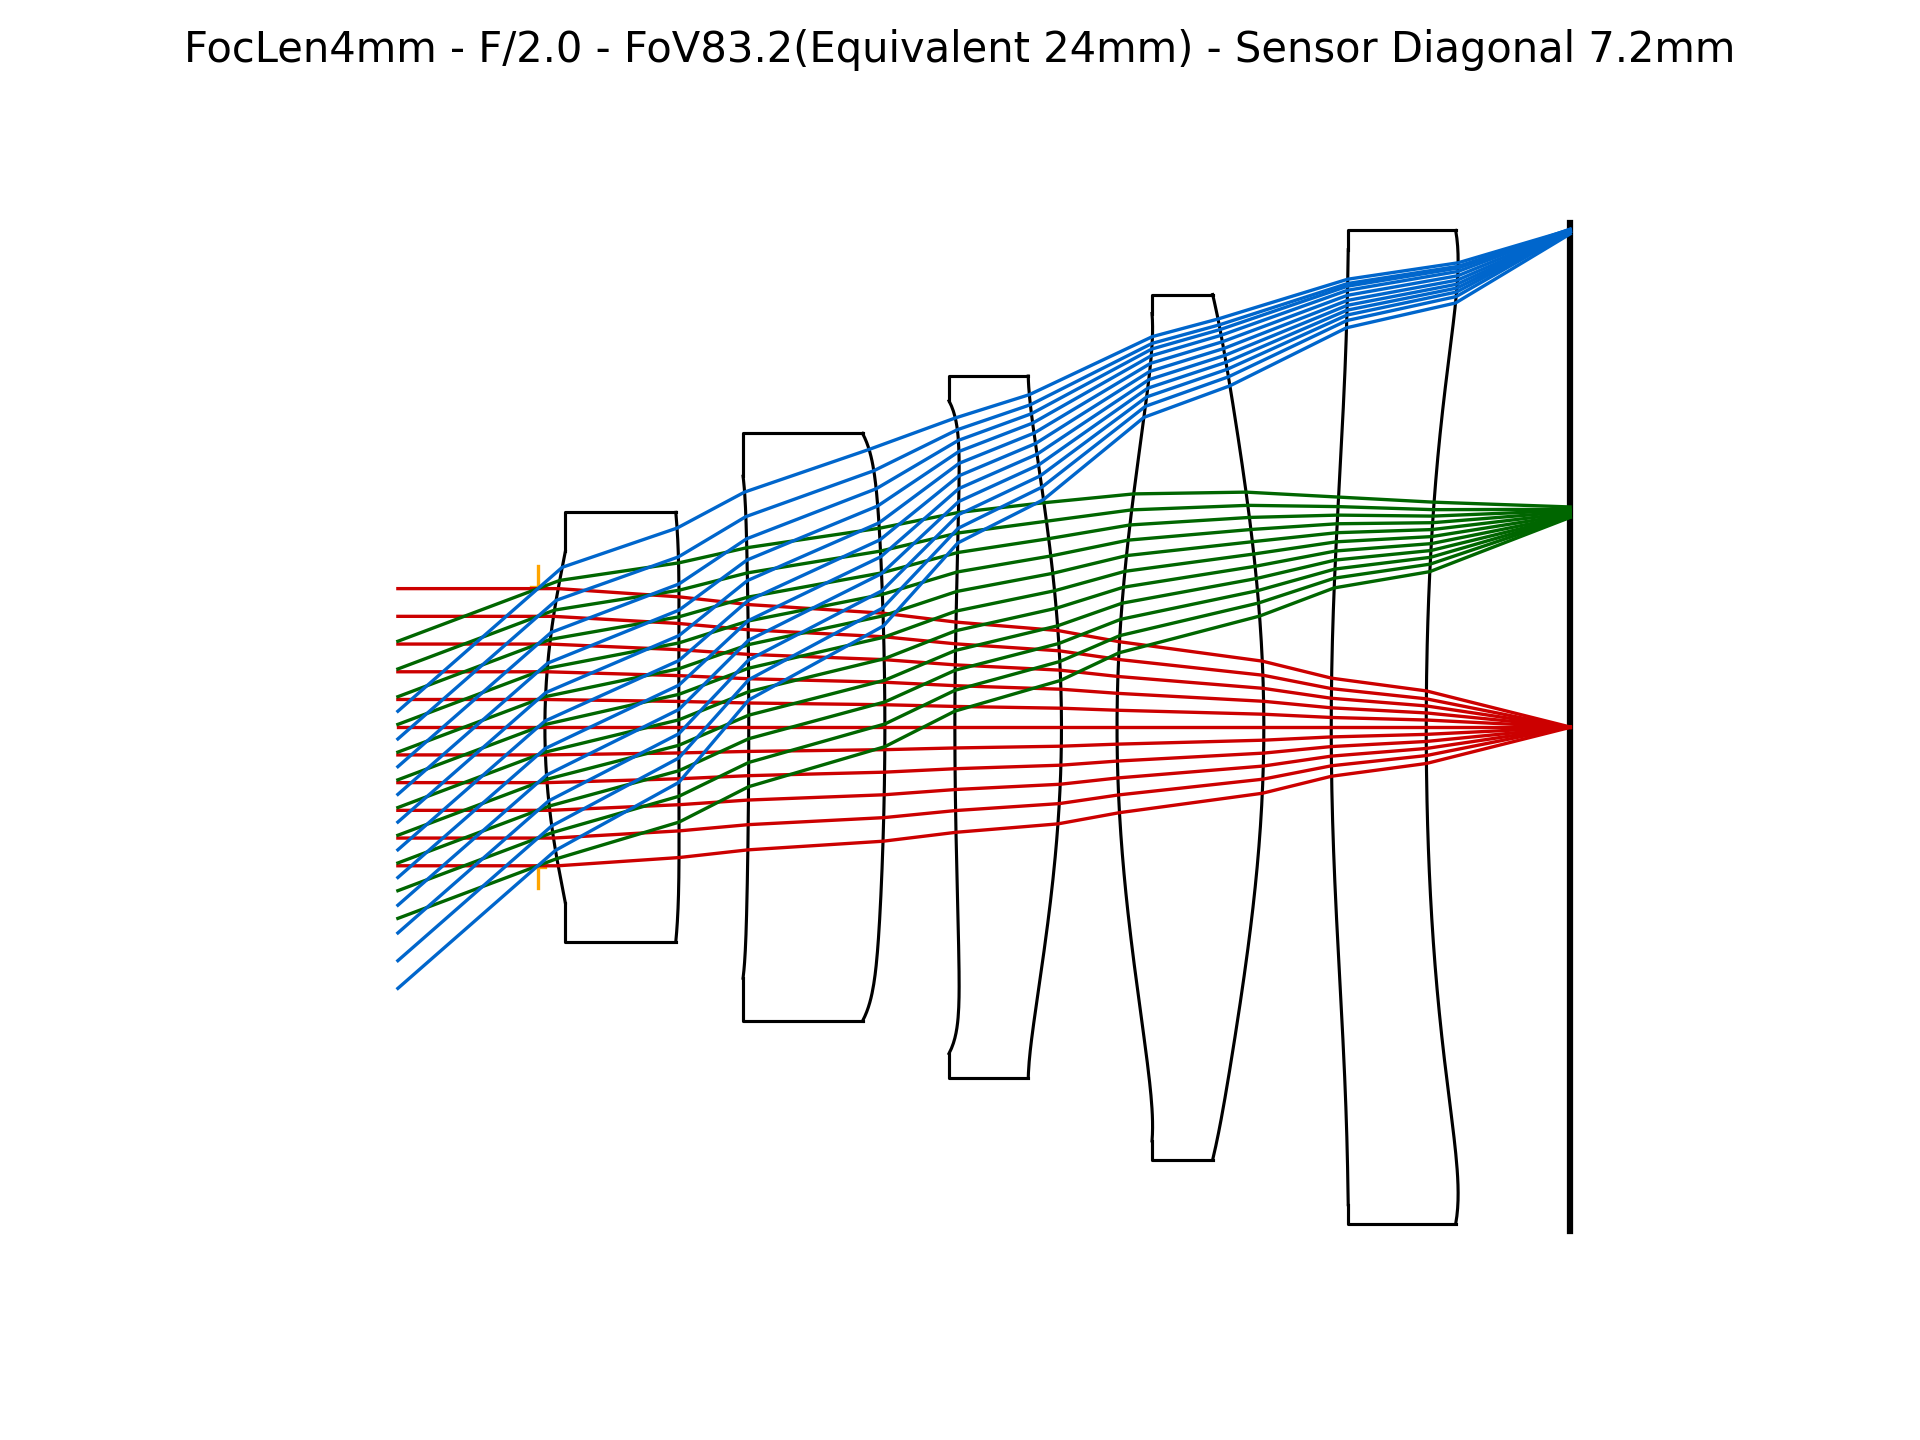 FocLen4mm - F/2.0 - FoV83.2(Equivalent 24mm) - Sensor Diagonal 7.2mm